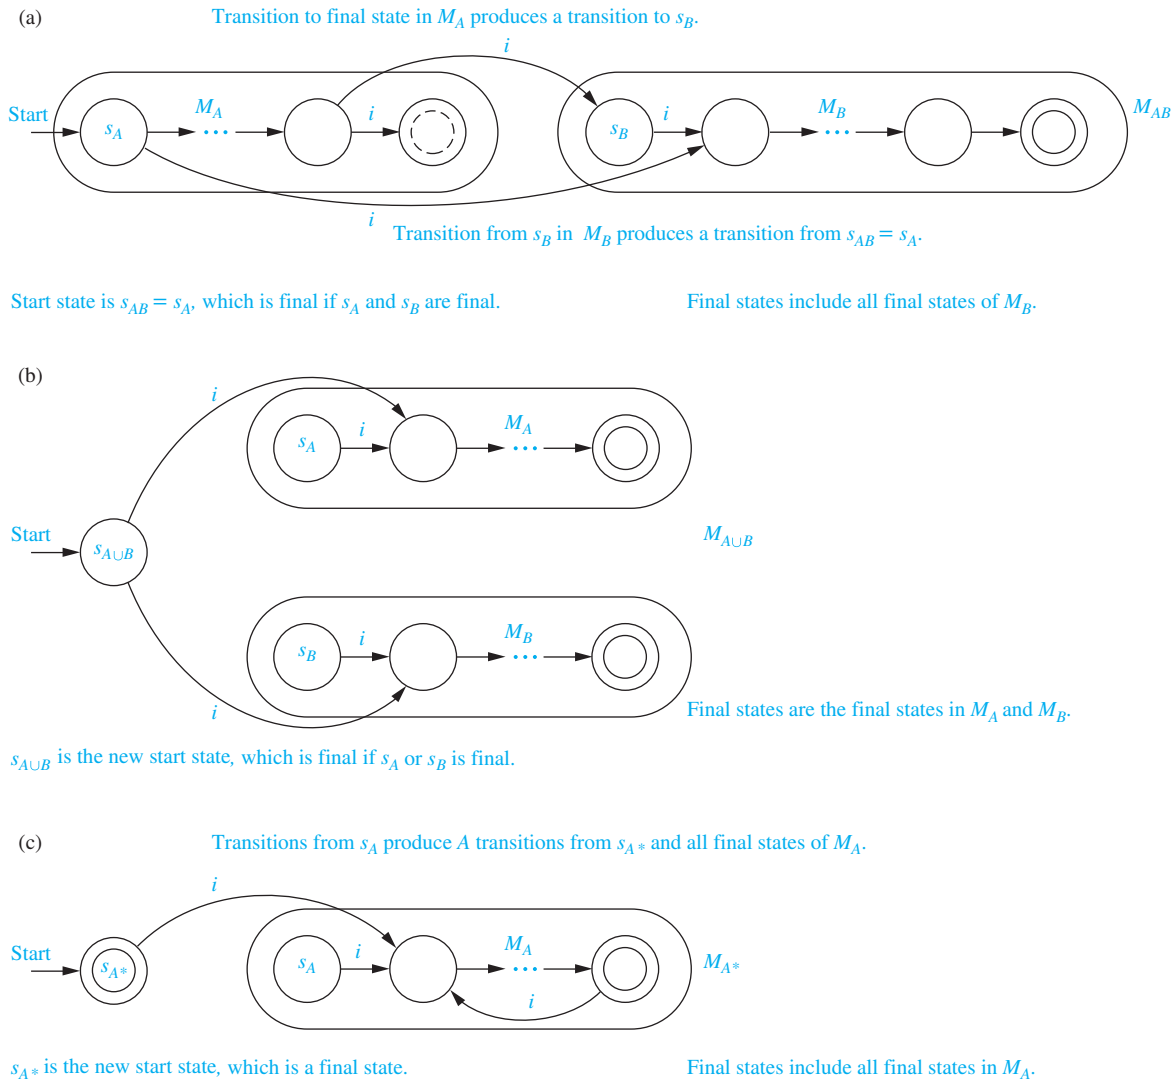 (a)
Transition to final state in M_A produces a transition to s_B.
i
Start
s_A
M_A
...
i
s_B
i
M_B
...
M_AB
i
Transition from s_B in M_B produces a transition from s_AB = s_A.
Start state is s_AB = s_A, which is final if s_A and s_B are final.
Final states include all final states of M_B.
(b)
i
s_A
i
M_A
...
Start
s_A∪B
M_A∪B
s_B
i
M_B
...
i
Final states are the final states in M_A and M_B.
s_A∪B is the new start state, which is final if s_A or s_B is final.
(c)
Transitions from s_A produce A transitions from s_A* and all final states of M_A.
i
Start
s_A*
s_A
i
M_A
...
M_A*
i
s_A* is the new start state, which is a final state.
Final states include all final states in M_A.